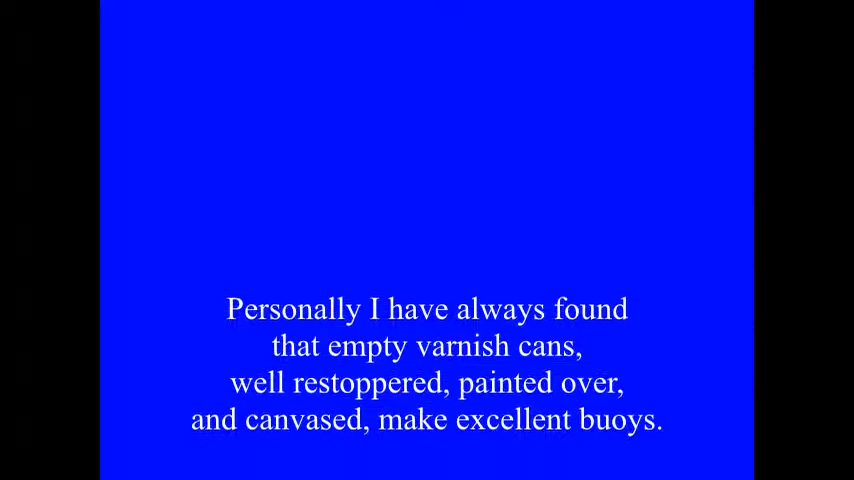 Personally I have always found
that empty varnish cans,
well restoppered, painted over,
and canvased, make excellent buoys.